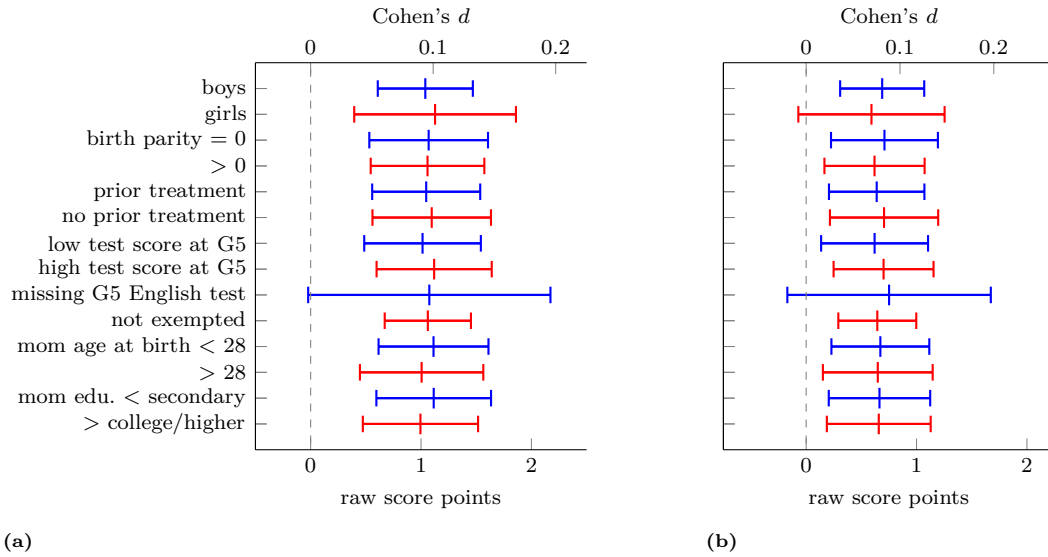 Cohen's d
0 0.1 0.2
boys
girls
birth parity = 0
> 0
prior treatment
no prior treatment
low test score at G5
high test score at G5
missing G5 English test
not exempted
mom age at birth < 28
> 28
mom edu. < secondary
> college/higher
0 1 2
raw score points
(a)
Cohen's d
0 0.1 0.2
0 1 2
raw score points
(b)